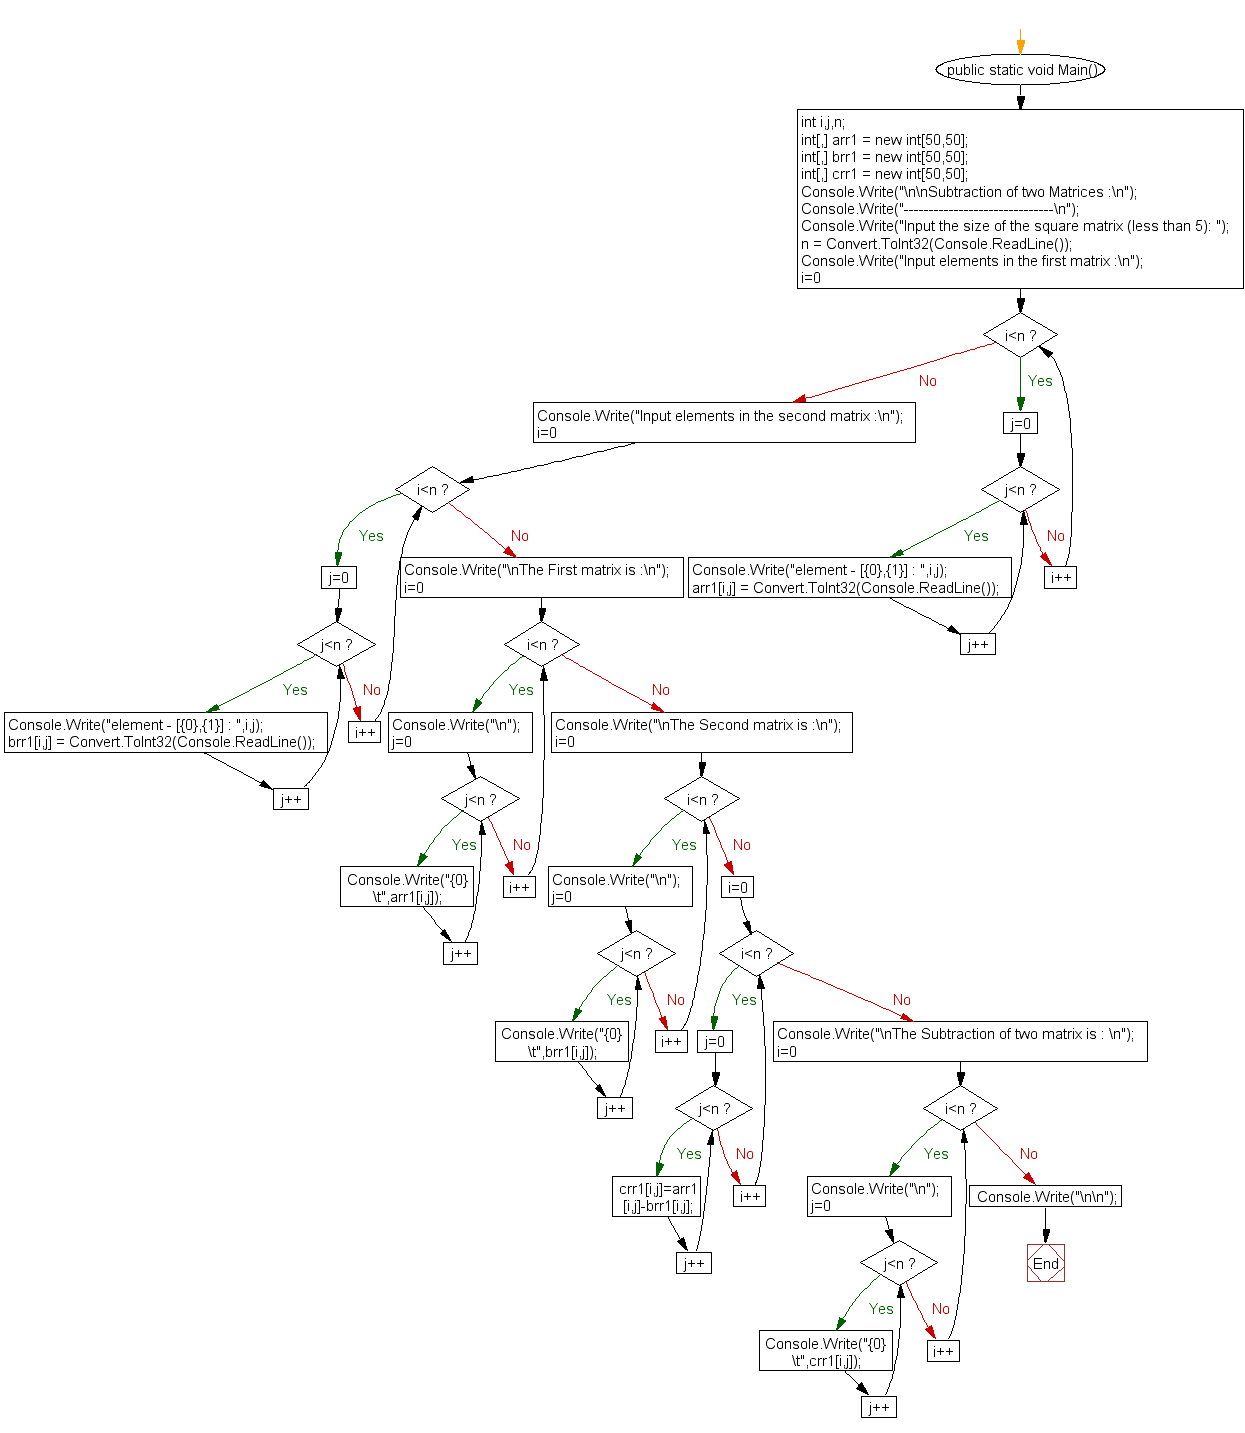 public static void Main()
int i,j,n;
int[,] arr1 = new int[50,50];
int[,] brr1 = new int[50,50];
int[,] crr1 = new int[50,50];
Console.Write("\n\nSubtraction of two Matrices :\n");
Console.Write("------------------------------\n");
Console.Write("Input the size of the square matrix (less than 5): ");
n = Convert.ToInt32(Console.ReadLine());
Console.Write("Input elements in the first matrix :\n");
i=0
i<n ?
No
Yes
Console.Write("Input elements in the second matrix :\n");
i=0
j=0
i<n ?
j<n ?
Yes
No
Yes
No
Console.Write("\nThe First matrix is :\n");
i=0
Console.Write("element - [{0},{1}] : ",i,j);
arr1[i,j] = Convert.ToInt32(Console.ReadLine());
j=0
i++
j<n ?
i<n ?
j++
Yes
No
Yes
No
Console.Write("element - [{0},{1}] : ",i,j);
brr1[i,j] = Convert.ToInt32(Console.ReadLine());
i++
Console.Write("\n");
j=0
Console.Write("\nThe Second matrix is :\n");
i=0
j++
j<n ?
i<n ?
Yes
No
Yes
No
Console.Write("{0}
\t",arr1[i,j]);
i++
Console.Write("\n");
j=0
i=0
j++
j<n ?
i<n ?
Yes
No
Yes
No
Console.Write("{0}
\t",brr1[i,j]);
i++
j=0
Console.Write("\nThe Subtraction of two matrix is : \n");
i=0
j++
j<n ?
i<n ?
Yes
No
Yes
No
crr1[i,j]=arr1
[i,j]-brr1[i,j];
i++
Console.Write("\n");
j=0
Console.Write("\n\n");
j++
j<n ?
End
Yes
No
Console.Write("{0}
\t",crr1[i,j]);
i++
j++